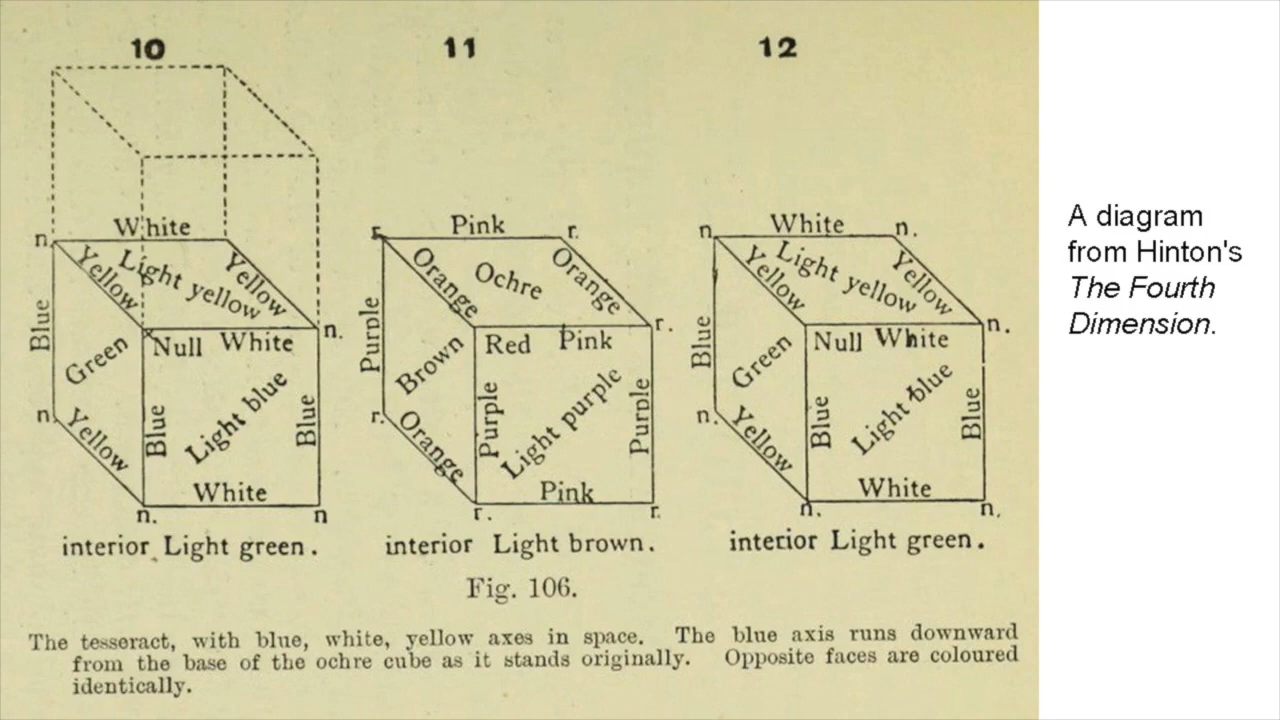 10 11 12
White
n.
Yellow
Light yellow
Yellow
Blue
n.
Null White
Green
Light blue
Blue
Blue
n.
Yellow
White
n.
n
interior Light green.
Pink
r.
r.
Orange
Ochre
Orange
Purple
r.
Red Pink
Brown
Light purple
Purple
Purple
r.
Orange
Pink
r.
r.
interior Light brown.
White
n.
n.
Yellow
Light yellow
Yellow
Blue
n.
Null White
Green
Light blue
Blue
Blue
n.
Yellow
White
n.
n.
interior Light green.
Fig. 106.
The tesseract, with blue, white, yellow axes in space. The blue axis runs downward
from the base of the ochre cube as it stands originally. Opposite faces are coloured
identically.
A diagram
from Hinton's
The Fourth
Dimension.